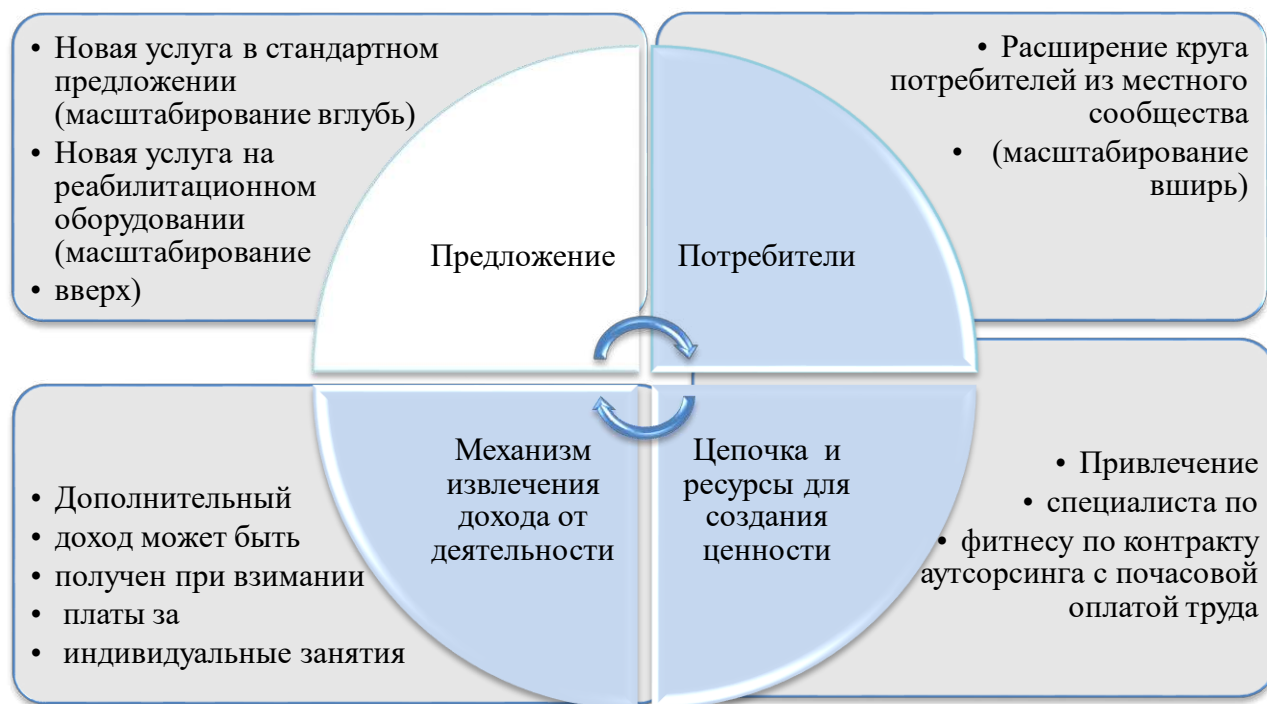 • Новая услуга в стандартном
предложении
(масштабирование вглубь)
• Новая услуга на
реабилитационном
оборудовании
(масштабирование
• вверх)
• Расширение круга
потребителей из местного
сообщества
• (масштабирование
вширь)
Предложение
Потребители
Механизм
извлечения
дохода от
деятельности
Цепочка и
ресурсы для
создания
ценности
• Дополнительный
• доход может быть
• получен при взимании
• платы за
• индивидуальные занятия
• Привлечение
• специалиста по
• фитнесу по контракту
аутсорсинга с почасовой
оплатой труда